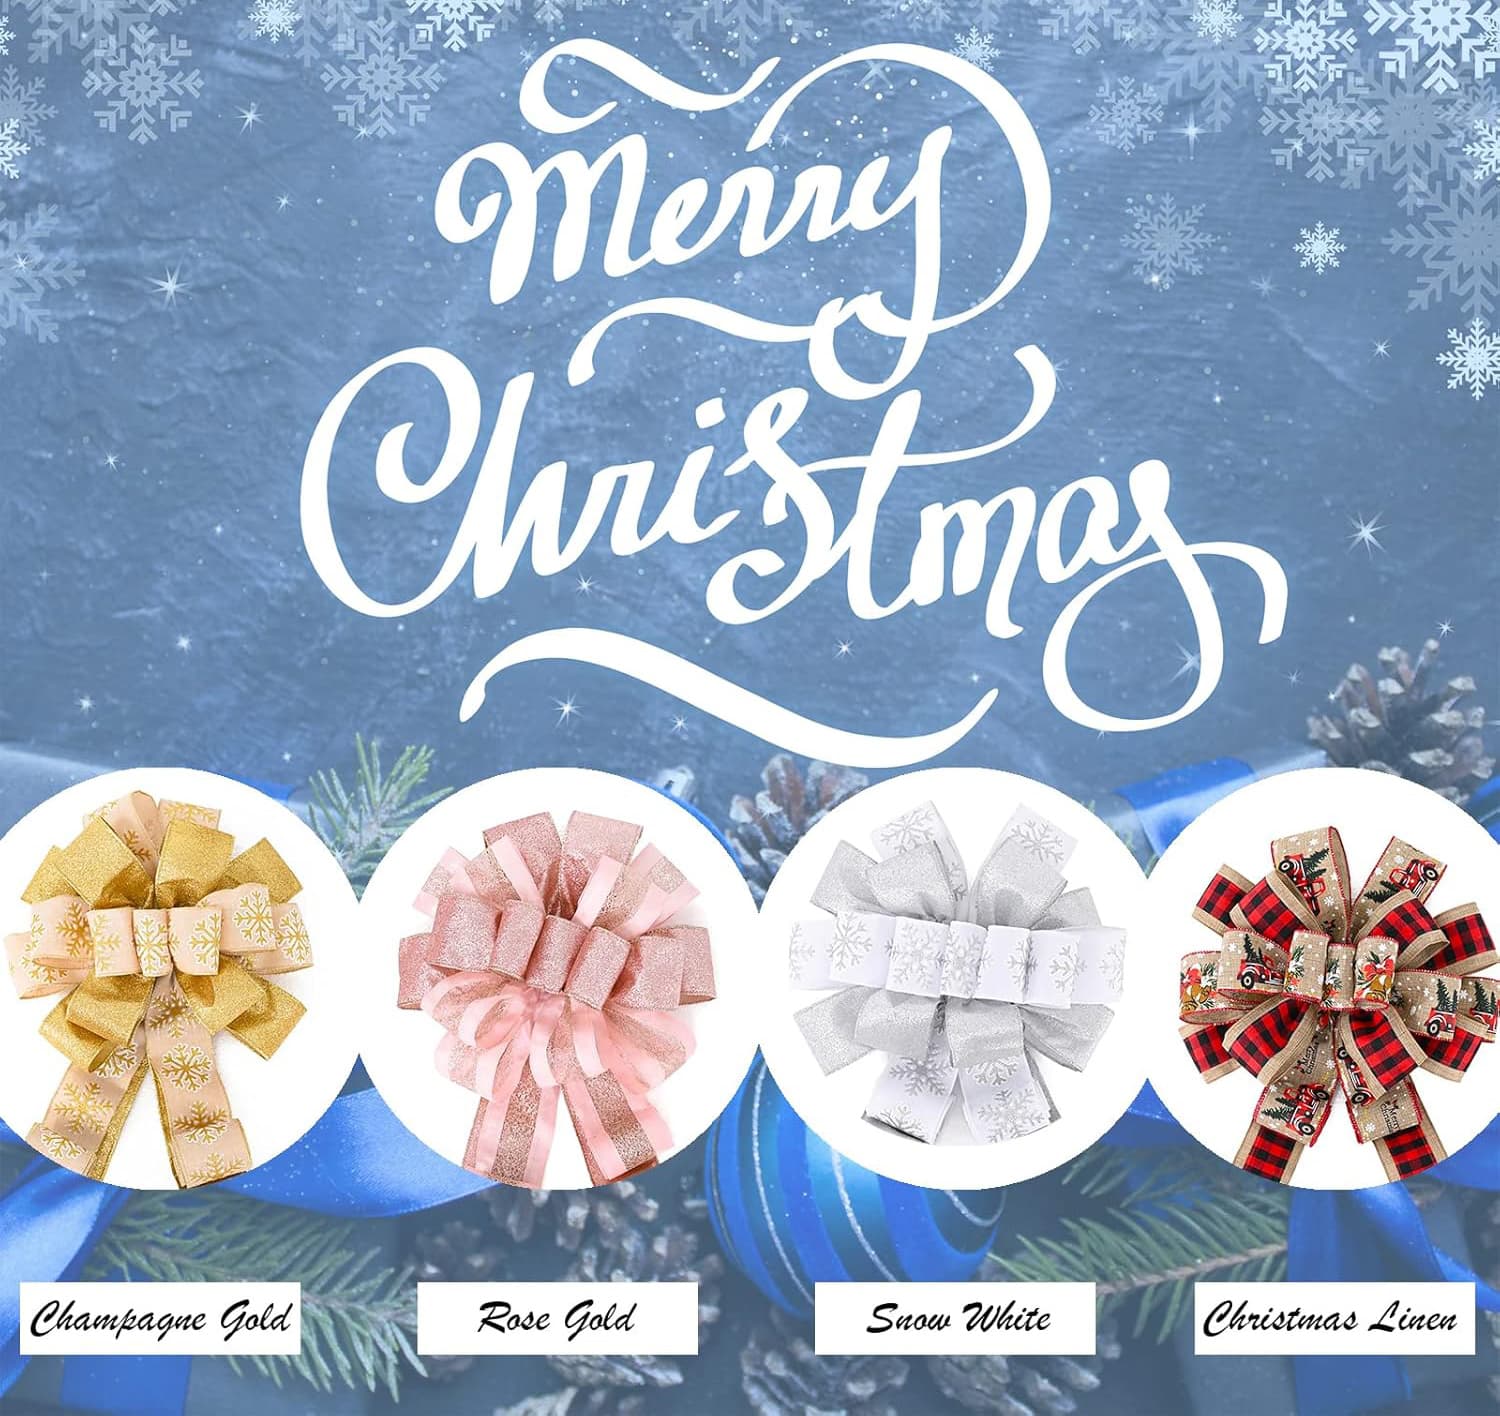 Merry
Christmas
Champagne Gold
Rose Gold
Snow White
Christmas Linen